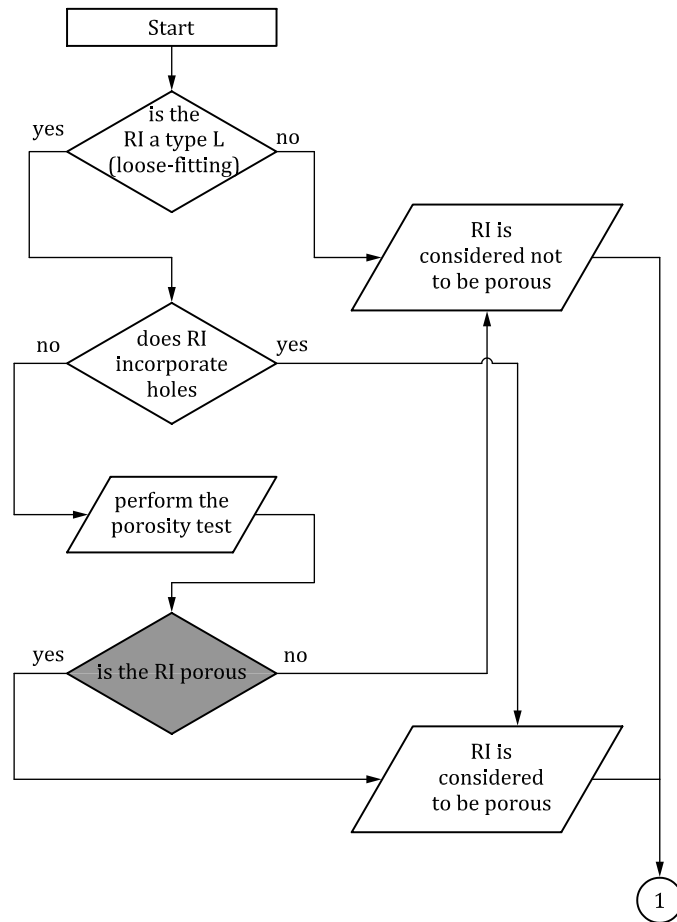 Start
is the
RI a type L
(loose-fitting)
yes
no
RI is
considered not
to be porous
does RI
incorporate
holes
no
yes
perform the
porosity test
is the RI porous
yes
no
RI is
considered
to be porous
1